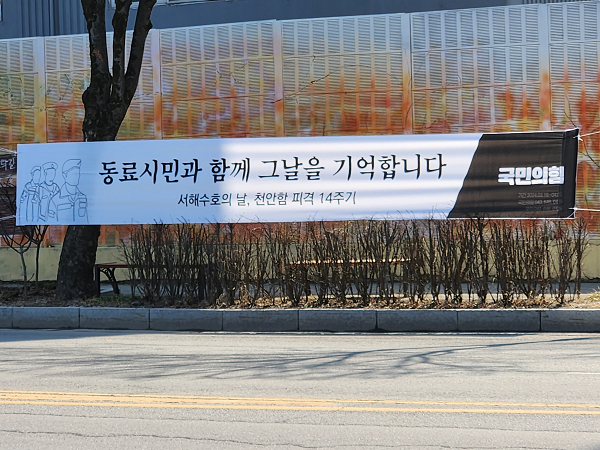 동료시민과 함께 그날을 기억합니다
서해수호의 날, 천안함 피격 14주기
국민의힘